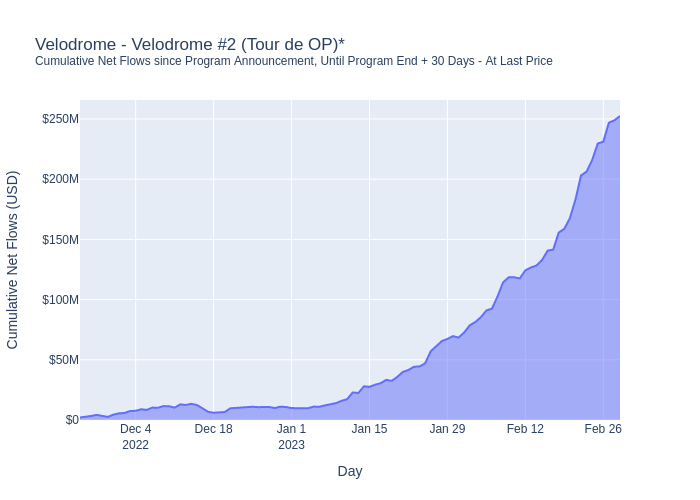 Velodrome - Velodrome #2 (Tour de OP)*
Cumulative Net Flows since Program Announcement, Until Program End + 30 Days - At Last Price
Cumulative Net Flows (USD)
$250M
$200M
$150M
$100M
$50M
$0
Dec 4
2022
Dec 18
Jan 1
2023
Jan 15
Jan 29
Feb 12
Feb 26
Day